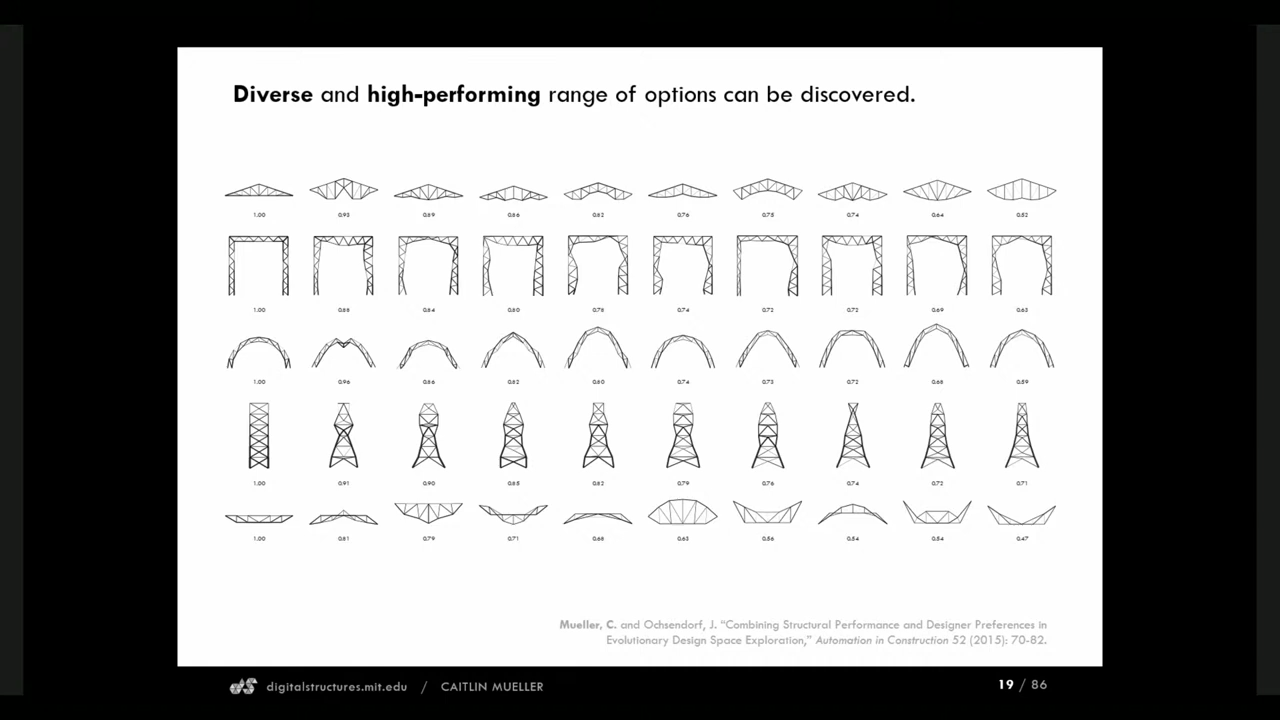 Diverse and high-performing range of options can be discovered.
1.00 0.93 0.89 0.86 0.82 0.76 0.75 0.74 0.64 0.52
1.00 0.88 0.84 0.80 0.78 0.74 0.72 0.72 0.69 0.63
1.00 0.96 0.86 0.82 0.80 0.74 0.73 0.72 0.68 0.59
1.00 0.91 0.90 0.85 0.82 0.79 0.76 0.74 0.72 0.71
1.00 0.81 0.79 0.71 0.68 0.63 0.56 0.54 0.54 0.47
Mueller, C. and Ochsendorf, J. “Combining Structural Performance and Designer Preferences in
Evolutionary Design Space Exploration,” Automation in Construction 52 (2015): 70-82.
digitalstructures.mit.edu / CAITLIN MUELLER
19 / 86